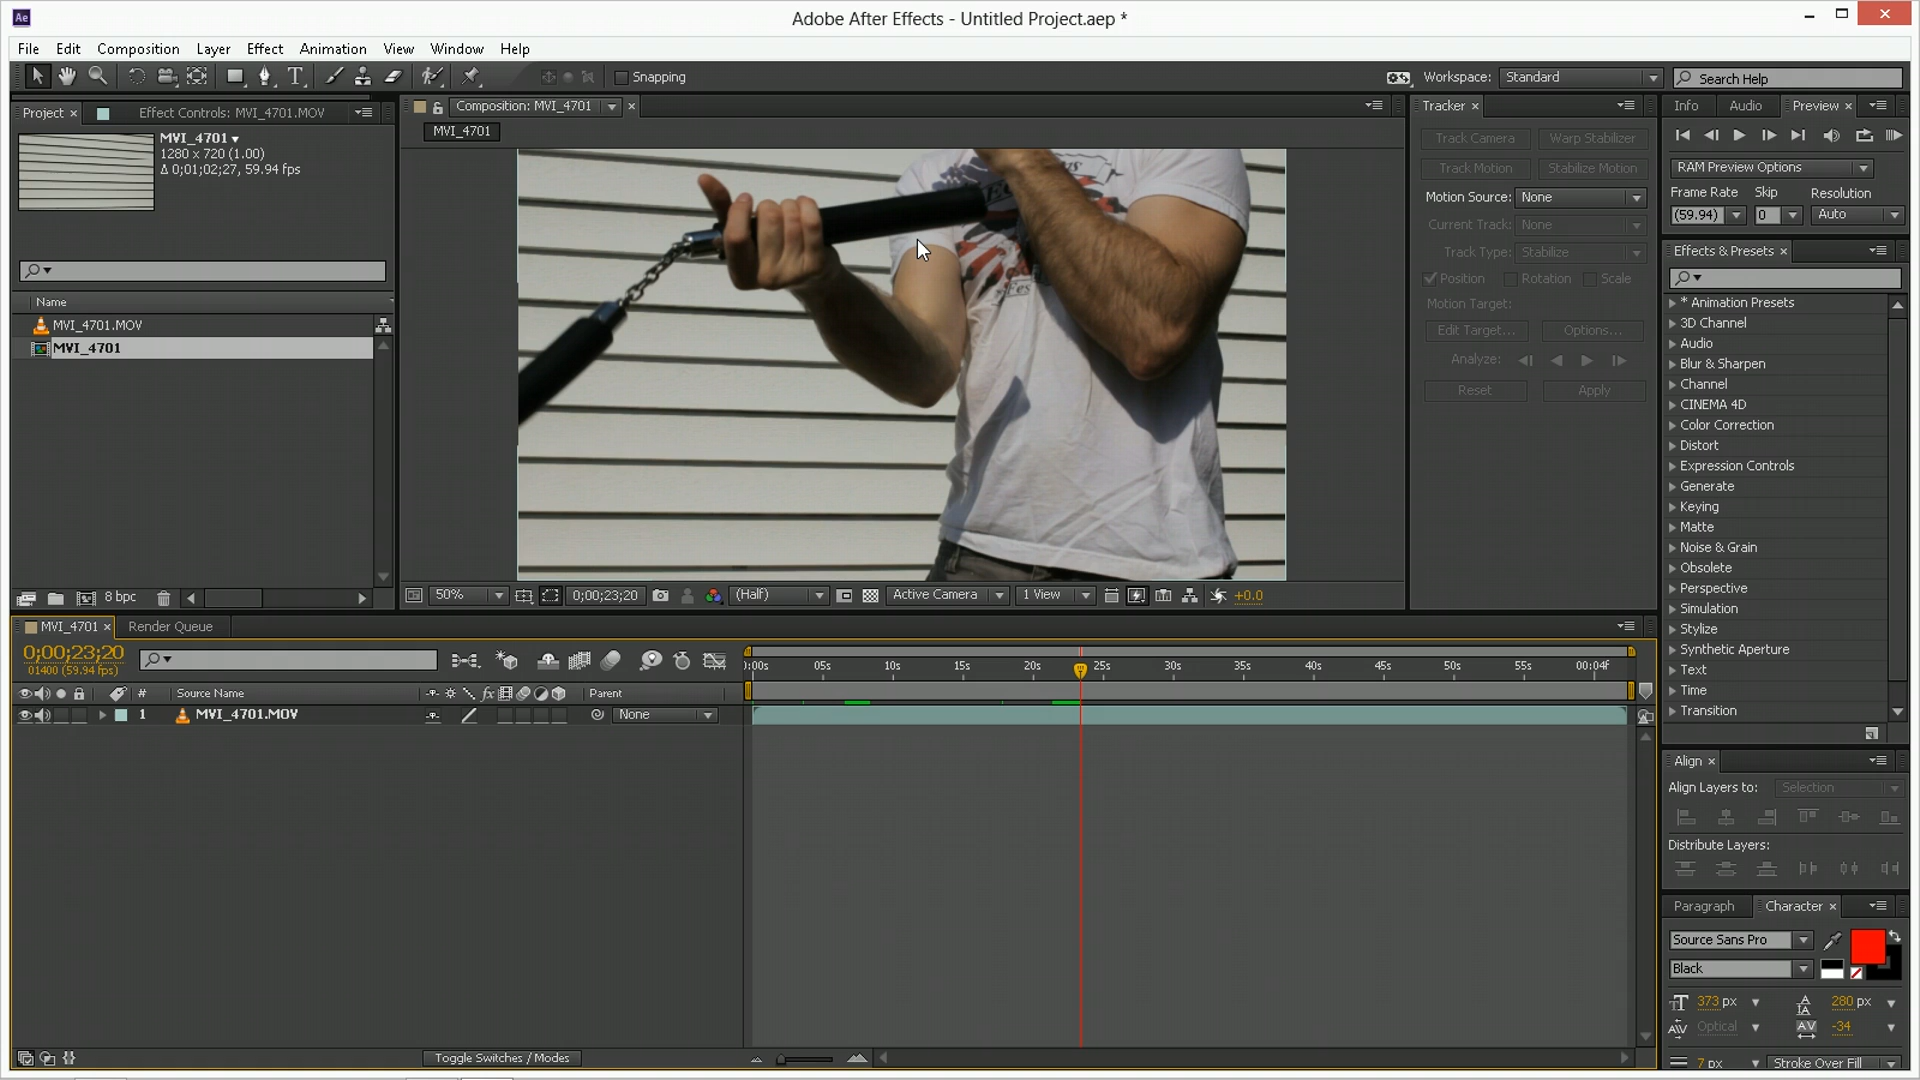 Ae
Adobe After Effects - Untitled Project.aep *
File Edit Composition Layer Effect Animation View Window Help
Snapping
Workspace: Standard
Search Help
Project ×
Effect Controls: MVI_4701.MOV
MVI_4701
1280 x 720 (1.00)
Δ 0;01;02;27, 59.94 fps
Name
MVI_4701.MOV
MVI_4701
8 bpc
Composition: MVI_4701
MVI_4701
50%
0;00;23;20
(Half)
Active Camera
1 View
+0.0
Tracker ×
Track Camera
Warp Stabilizer
Track Motion
Stabilize Motion
Motion Source: None
Current Track: None
Track Type: Stabilize
Position Rotation Scale
Motion Target:
Edit Target...
Options...
Analyze:
Reset
Apply
Info Audio Preview ×
RAM Preview Options
Frame Rate Skip Resolution
(59.94) 0 Auto
Effects & Presets ×
* Animation Presets
3D Channel
Audio
Blur & Sharpen
Channel
CINEMA 4D
Color Correction
Distort
Expression Controls
Generate
Keying
Matte
Noise & Grain
Obsolete
Perspective
Simulation
Stylize
Synthetic Aperture
Text
Time
Transition
Align ×
Align Layers to: Selection
Distribute Layers:
Paragraph Character ×
Source Sans Pro
Black
373 px
280 px
Optical
-34
7 px
Stroke Over Fill
MVI_4701 ×
Render Queue
0;00;23;20
01400 (59.94 fps)
# Source Name
fx
Parent
1 MVI_4701.MOV
None
):00s 05s 10s 15s 20s 25s 30s 35s 40s 45s 50s 55s 00:04f
Toggle Switches / Modes